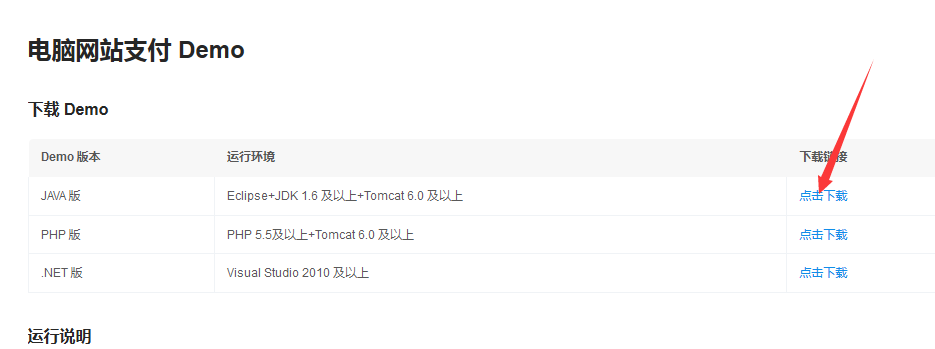 电脑网站支付 Demo
下载 Demo
Demo 版本 运行环境 下载链接
JAVA 版 Eclipse+JDK 1.6 及以上+Tomcat 6.0 及以上 点击下载
PHP 版 PHP 5.5及以上+Tomcat 6.0 及以上 点击下载
.NET 版 Visual Studio 2010 及以上 点击下载
运行说明